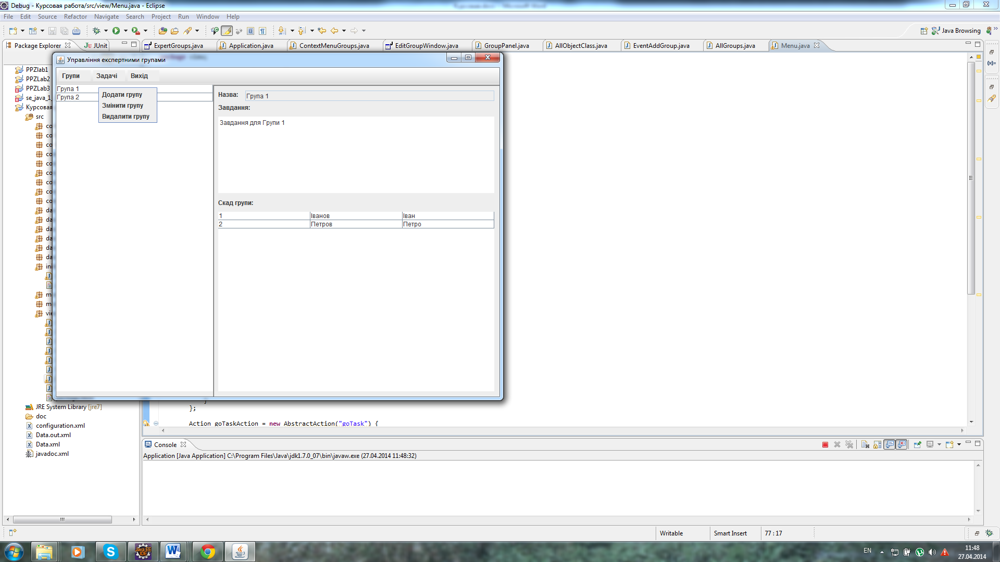 Debug - Курсовая работа/src/view/Menu.java - Eclipse
File Edit Source Refactor Navigate Search Project Run Window Help
Java Browsing
Package Explorer JUnit ExpertGroups.java Application.java ContextMenuGroups.java EditGroupWindow.java GroupPanel.java AllObjectClass.java EventAddGroup.java AllGroups.java Menu.java
Управління експертними групами
Групи Задачі Вихід
Група 1
Група 2
Додати групу
Змінити групу
Видалити групу
Назва: Група 1
Завдання:
Завдання для Групи 1
Скад групи:
1 Іванов Іван
2 Петров Петро
PPZlab1
PPZLab2
PPZLab3
se_java_1_
Курсовая
src
co
co
co
co
co
co
co
co
co
da
da
da
da
da
da
ini
m
m
vie
JRE System Library [jre7]
doc
configuration.xml
Data.out.xml
Data.xml
javadoc.xml
}
};
Action goTaskAction = new AbstractAction("goTask") {
Console
Application [Java Application] C:\Program Files\Java\jdk1.7.0_07\bin\javaw.exe (27.04.2014 11:48:32)
Writable Smart Insert 77 : 17
EN 11:48
27.04.2014